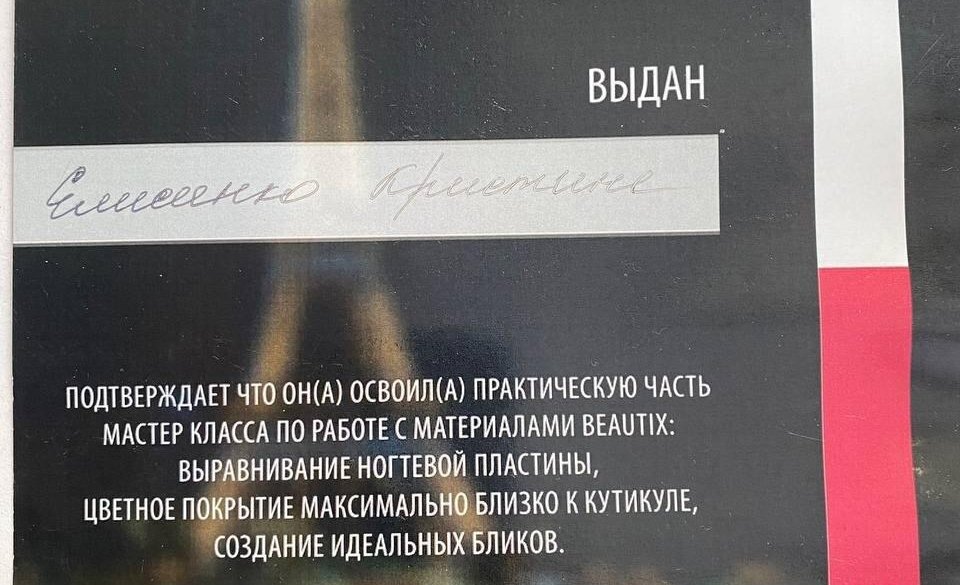 ВЫДАН
Елисеенко Кристине
ПОДТВЕРЖДАЕТ ЧТО ОН(А) ОСВОИЛ(А) ПРАКТИЧЕСКУЮ ЧАСТЬ
МАСТЕР КЛАССА ПО РАБОТЕ С МАТЕРИАЛАМИ BEAUTIX:
ВЫРАВНИВАНИЕ НОГТЕВОЙ ПЛАСТИНЫ,
ЦВЕТНОЕ ПОКРЫТИЕ МАКСИМАЛЬНО БЛИЗКО К КУТИКУЛЕ,
СОЗДАНИЕ ИДЕАЛЬНЫХ БЛИКОВ.